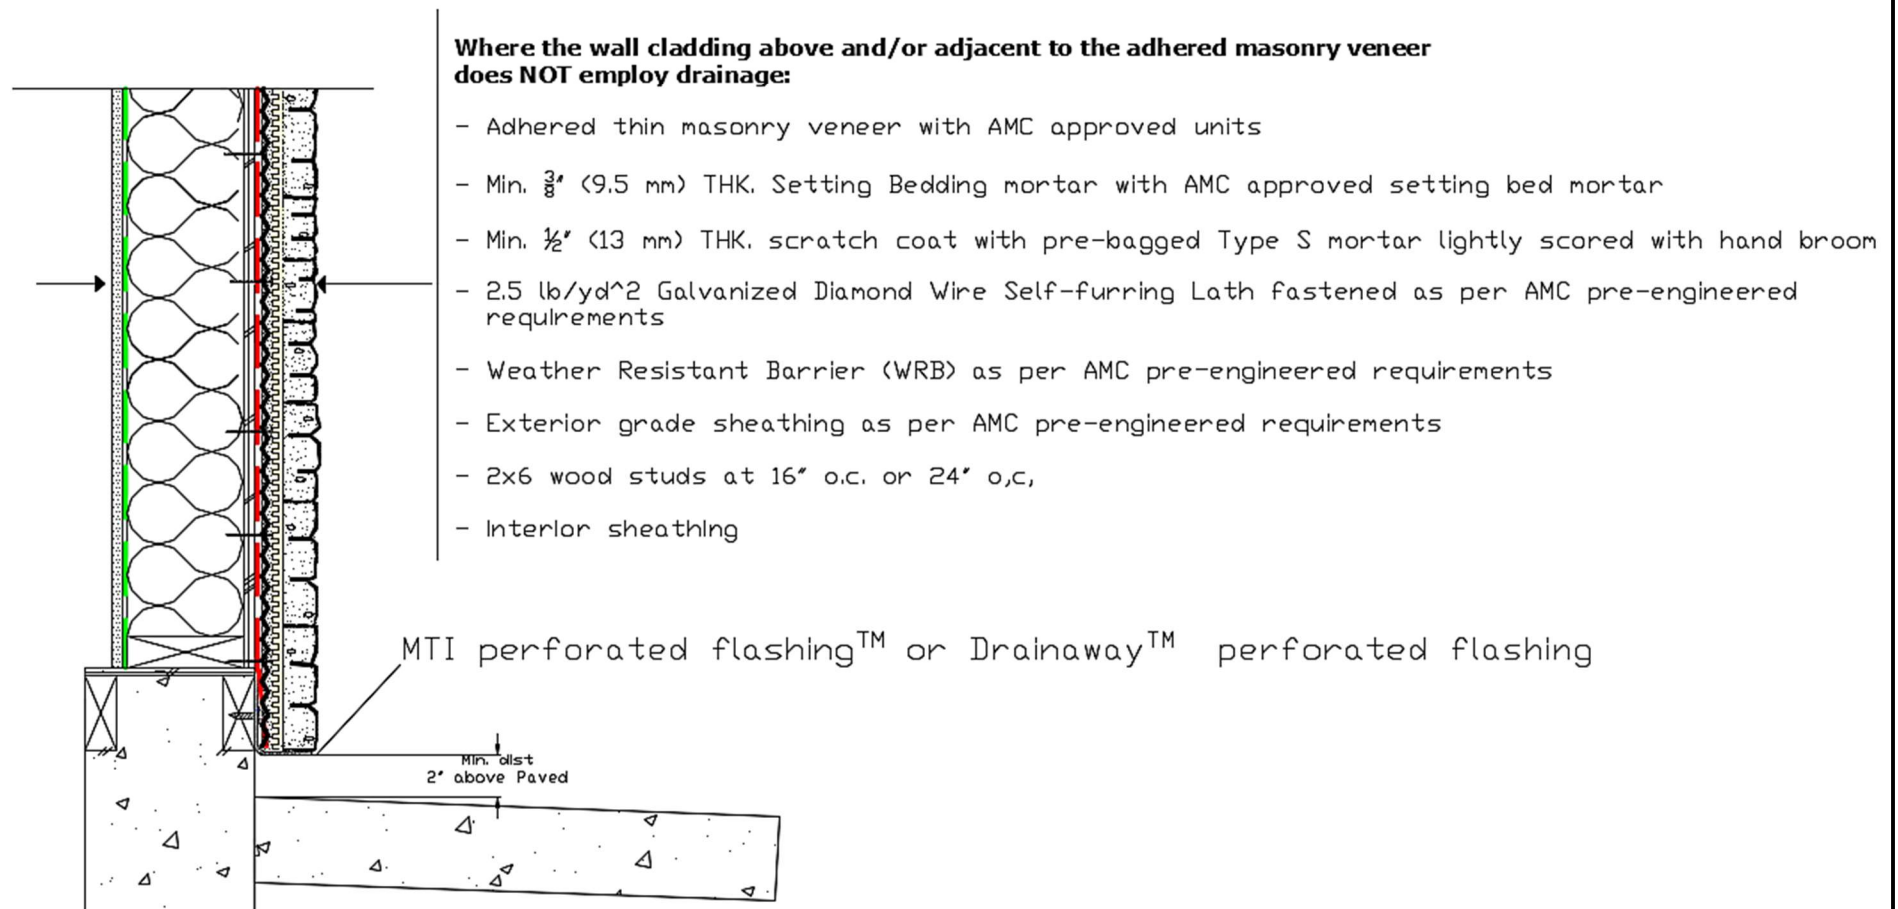 Where the wall cladding above and/or adjacent to the adhered masonry veneer
does NOT employ drainage:
- Adhered thin masonry veneer with AMC approved units
- Min. ⅜" (9.5 mm) THK. Setting Bedding mortar with AMC approved setting bed mortar
- Min. ½" (13 mm) THK. scratch coat with pre-bagged Type S mortar lightly scored with hand broom
- 2.5 lb/yd^2 Galvanized Diamond Wire Self-furring Lath fastened as per AMC pre-engineered
requirements
- Weather Resistant Barrier (WRB) as per AMC pre-engineered requirements
- Exterior grade sheathing as per AMC pre-engineered requirements
- 2x6 wood studs at 16" o.c. or 24" o,c,
- Interior sheathing
MTI perforated flashing™ or Drainaway™ perforated flashing
Min. dist
2" above Paved